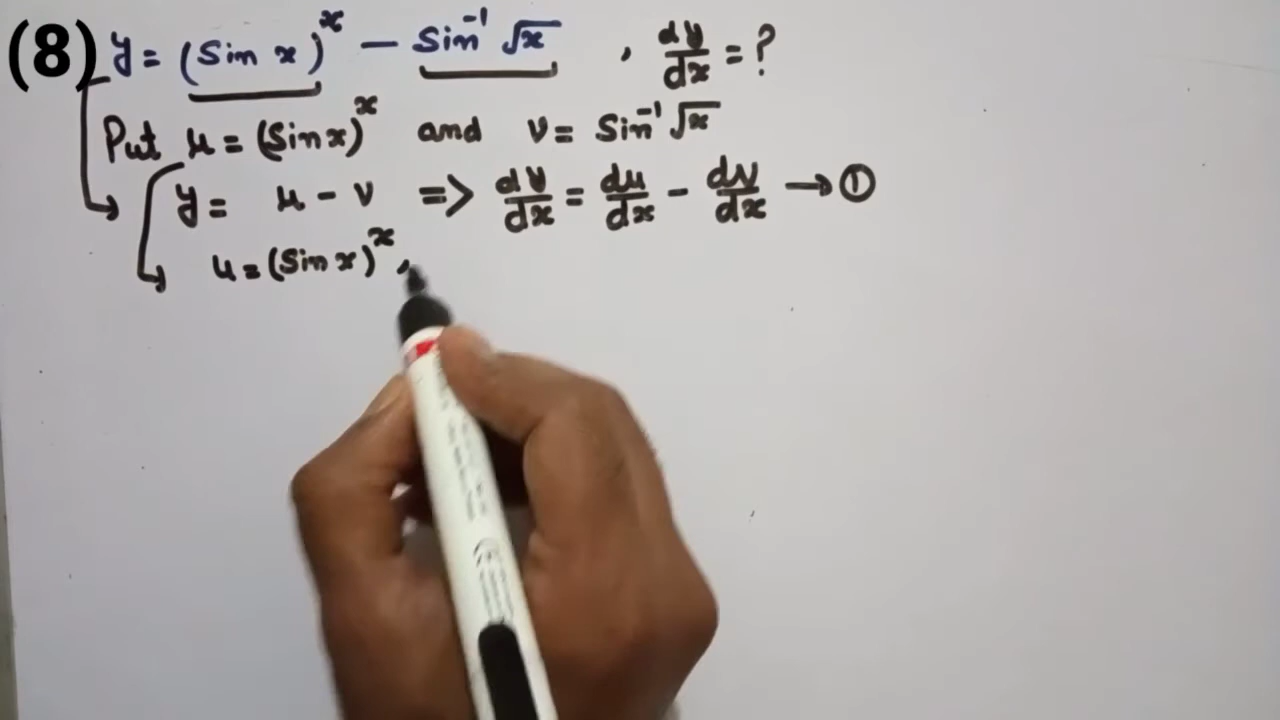 (8) y = (Sin x)^x − Sin⁻¹ √x , dy/dx = ?
Put u = (Sin x)^x and v = Sin⁻¹ √x
y = u − v => dy/dx = du/dx − dv/dx → ①
u = (Sin x)^x ,